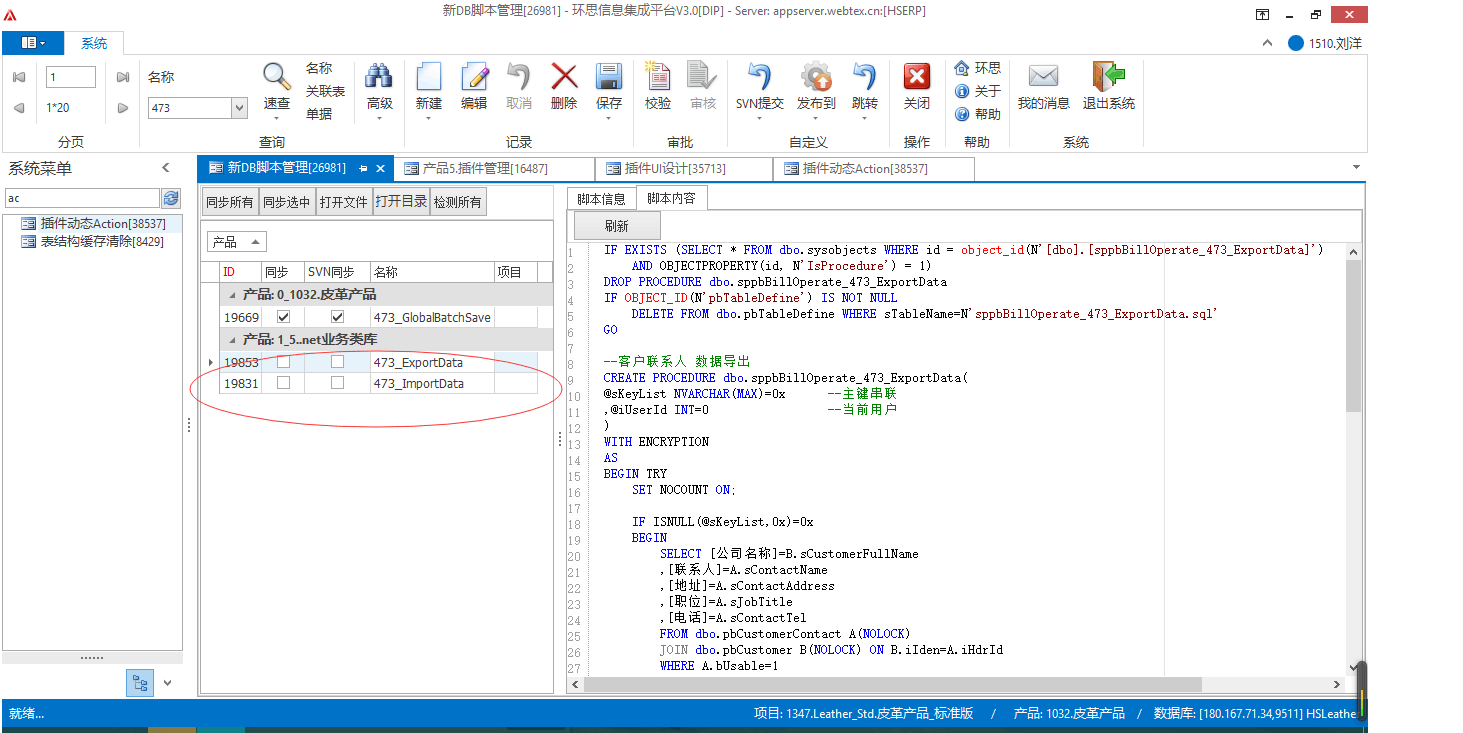 新DB脚本管理[26981] - 环思信息集成平台V3.0[DIP] - Server: appserver.webtex.cn:[HSERP]
系统
1510.刘洋
1
1*20
分页
名称
473
速查
名称
关联表
单据
高级
查询
新建
编辑
取消
删除
保存
记录
校验
审核
审批
SVN提交
发布到
跳转
自定义
关闭
操作
环思
关于
帮助
帮助
我的消息
退出系统
系统
系统菜单
新DB脚本管理[26981]
产品5.插件管理[16487]
插件UI设计[35713]
插件动态Action[38537]
ac
插件动态Action[38537]
表结构缓存清除[8429]
同步所有
同步选中
打开文件
打开目录
检测所有
产品
ID 同步 SVN同步 名称 项目
产品: 0_1032.皮革产品
19669 473_GlobalBatchSave
产品: 1_5..net业务类库
19853 473_ExportData
19831 473_ImportData
脚本信息
脚本内容
刷新
1 IF EXISTS (SELECT * FROM dbo.sysobjects WHERE id = object_id(N'[dbo].[sppbBillOperate_473_ExportData]')
2 AND OBJECTPROPERTY(id, N'IsProcedure') = 1)
3 DROP PROCEDURE dbo.sppbBillOperate_473_ExportData
4 IF OBJECT_ID(N'pbTableDefine') IS NOT NULL
5 DELETE FROM dbo.pbTableDefine WHERE sTableName=N'sppbBillOperate_473_ExportData.sql'
6 GO
7
8 --客户联系人 数据导出
9 CREATE PROCEDURE dbo.sppbBillOperate_473_ExportData(
10 @sKeyList NVARCHAR(MAX)=0x --主键串联
11 ,@iUserId INT=0 --当前用户
12 )
13 WITH ENCRYPTION
14 AS
15 BEGIN TRY
16 SET NOCOUNT ON;
17
18 IF ISNULL(@sKeyList,0x)=0x
19 BEGIN
20 SELECT [公司名称]=B.sCustomerFullName
21 ,[联系人]=A.sContactName
22 ,[地址]=A.sContactAddress
23 ,[职位]=A.sJobTitle
24 ,[电话]=A.sContactTel
25 FROM dbo.pbCustomerContact A(NOLOCK)
26 JOIN dbo.pbCustomer B(NOLOCK) ON B.iIden=A.iHdrId
27 WHERE A.bUsable=1
就绪...
项目: 1347.Leather_Std.皮革产品_标准版 / 产品: 1032.皮革产品 / 数据库: [180.167.71.34,9511] HSLeathe